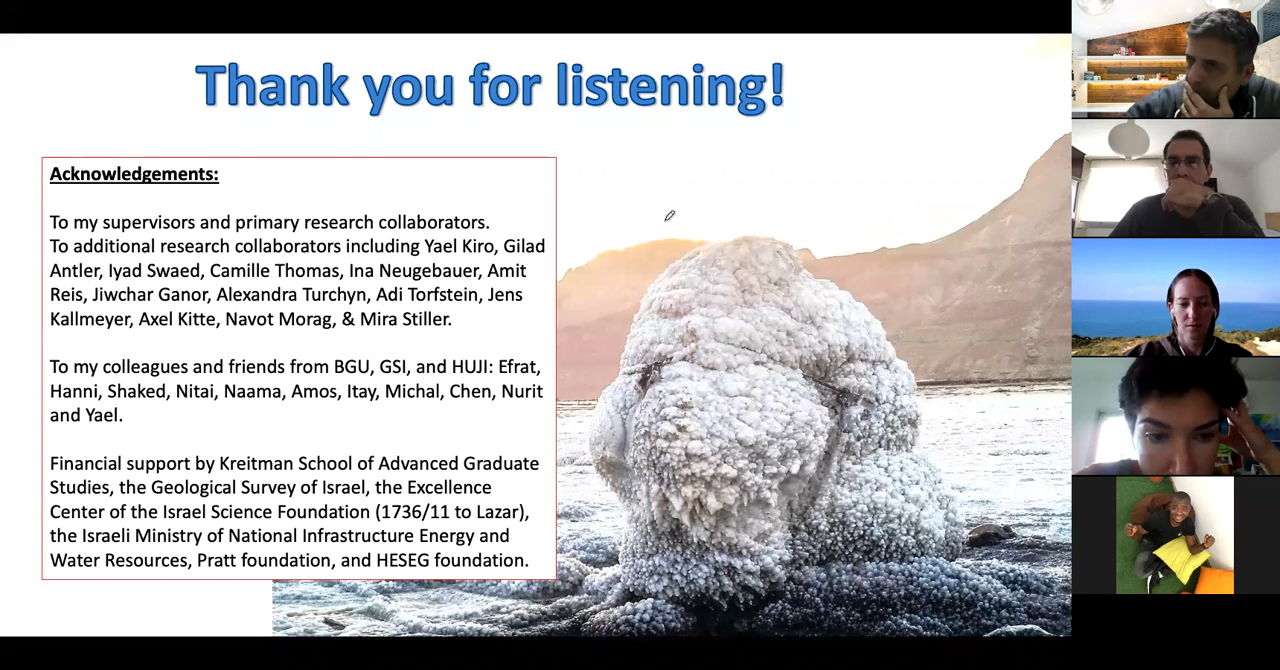 Thank you for listening!
Acknowledgements:
To my supervisors and primary research collaborators.
To additional research collaborators including Yael Kiro, Gilad
Antler, Iyad Swaed, Camille Thomas, Ina Neugebauer, Amit
Reis, Jiwchar Ganor, Alexandra Turchyn, Adi Torfstein, Jens
Kallmeyer, Axel Kitte, Navot Morag, & Mira Stiller.
To my colleagues and friends from BGU, GSI, and HUJI: Efrat,
Hanni, Shaked, Nitai, Naama, Amos, Itay, Michal, Chen, Nurit
and Yael.
Financial support by Kreitman School of Advanced Graduate
Studies, the Geological Survey of Israel, the Excellence
Center of the Israel Science Foundation (1736/11 to Lazar),
the Israeli Ministry of National Infrastructure Energy and
Water Resources, Pratt foundation, and HESEG foundation.